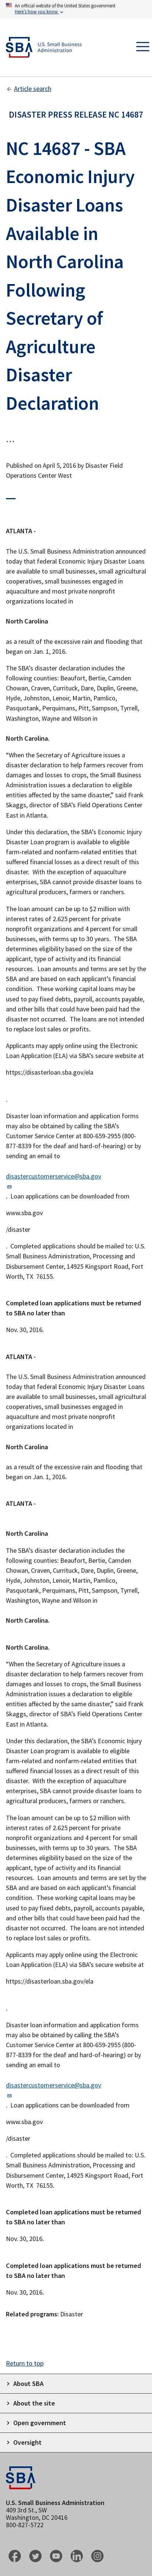 An official website of the United States government
Here's how you know
SBA
U.S. Small Business
Administration
Article search
DISASTER PRESS RELEASE NC 14687
NC 14687 - SBA
Economic Injury
Disaster Loans
Available in
North Carolina
Following
Secretary of
Agriculture
Disaster
Declaration
...
Published on April 5, 2016 by Disaster Field
Operations Center West
ATLANTA -
The U.S. Small Business Administration announced
today that federal Economic Injury Disaster Loans
are available to small businesses, small agricultural
cooperatives, small businesses engaged in
aquaculture and most private nonprofit
organizations located in
North Carolina
as a result of the excessive rain and flooding that
began on Jan. 1, 2016.
The SBA's disaster declaration includes the
following counties: Beaufort, Bertie, Camden
Chowan, Craven, Currituck, Dare, Duplin, Greene,
Hyde, Johnston, Lenoir, Martin, Pamlico,
Pasquotank, Perquimans, Pitt, Sampson, Tyrrell,
Washington, Wayne and Wilson in
North Carolina.
"When the Secretary of Agriculture issues a
disaster declaration to help farmers recover from
damages and losses to crops, the Small Business
Administration issues a declaration to eligible
entities affected by the same disaster," said Frank
Skaggs, director of SBA's Field Operations Center
East in Atlanta.
Under this declaration, the SBA's Economic Injury
Disaster Loan program is available to eligible
farm-related and nonfarm-related entities that
suffered financial losses as a direct result of this
disaster. With the exception of aquaculture
enterprises, SBA cannot provide disaster loans to
agricultural producers, farmers or ranchers.
The loan amount can be up to $2 million with
interest rates of 2.625 percent for private
nonprofit organizations and 4 percent for small
businesses, with terms up to 30 years. The SBA
determines eligibility based on the size of the
applicant, type of activity and its financial
resources. Loan amounts and terms are set by the
SBA and are based on each applicant's financial
condition. These working capital loans may be
used to pay fixed debts, payroll, accounts payable,
and other bills that could have been paid had the
disaster not occurred. The loans are not intended
to replace lost sales or profits.
Applicants may apply online using the Electronic
Loan Application (ELA) via SBA's secure website at
https://disasterloan.sba.gov/ela
.
Disaster loan information and application forms
may also be obtained by calling the SBA's
Customer Service Center at 800-659-2955 (800-
877-8339 for the deaf and hard-of-hearing) or by
sending an email to
disastercustomerservice@sba.gov
. Loan applications can be downloaded from
www.sba.gov
/disaster
. Completed applications should be mailed to: U.S.
Small Business Administration, Processing and
Disbursement Center, 14925 Kingsport Road, Fort
Worth, TX 76155.
Completed loan applications must be returned
to SBA no later than
Nov. 30, 2016.
ATLANTA -
The U.S. Small Business Administration announced
today that federal Economic Injury Disaster Loans
are available to small businesses, small agricultural
cooperatives, small businesses engaged in
aquaculture and most private nonprofit
organizations located in
North Carolina
as a result of the excessive rain and flooding that
began on Jan. 1, 2016.
ATLANTA -
North Carolina
The SBA's disaster declaration includes the
following counties: Beaufort, Bertie, Camden
Chowan, Craven, Currituck, Dare, Duplin, Greene,
Hyde, Johnston, Lenoir, Martin, Pamlico,
Pasquotank, Perquimans, Pitt, Sampson, Tyrrell,
Washington, Wayne and Wilson in
North Carolina.
North Carolina.
"When the Secretary of Agriculture issues a
disaster declaration to help farmers recover from
damages and losses to crops, the Small Business
Administration issues a declaration to eligible
entities affected by the same disaster," said Frank
Skaggs, director of SBA's Field Operations Center
East in Atlanta.
Under this declaration, the SBA's Economic Injury
Disaster Loan program is available to eligible
farm-related and nonfarm-related entities that
suffered financial losses as a direct result of this
disaster. With the exception of aquaculture
enterprises, SBA cannot provide disaster loans to
agricultural producers, farmers or ranchers.
The loan amount can be up to $2 million with
interest rates of 2.625 percent for private
nonprofit organizations and 4 percent for small
businesses, with terms up to 30 years. The SBA
determines eligibility based on the size of the
applicant, type of activity and its financial
resources. Loan amounts and terms are set by the
SBA and are based on each applicant's financial
condition. These working capital loans may be
used to pay fixed debts, payroll, accounts payable,
and other bills that could have been paid had the
disaster not occurred. The loans are not intended
to replace lost sales or profits.
Applicants may apply online using the Electronic
Loan Application (ELA) via SBA's secure website at
https://disasterloan.sba.gov/ela
.
Disaster loan information and application forms
may also be obtained by calling the SBA's
Customer Service Center at 800-659-2955 (800-
877-8339 for the deaf and hard-of-hearing) or by
sending an email to
disastercustomerservice@sba.gov
. Loan applications can be downloaded from
www.sba.gov
/disaster
. Completed applications should be mailed to: U.S.
Small Business Administration, Processing and
Disbursement Center, 14925 Kingsport Road, Fort
Worth, TX 76155.
Completed loan applications must be returned
to SBA no later than
Nov. 30, 2016.
Completed loan applications must be returned
to SBA no later than
Nov. 30, 2016.
Related programs: Disaster
Return to top
About SBA
About the site
Open government
Oversight
SBA
U.S. Small Business Administration
409 3rd St., SW
Washington, DC 20416
800-827-5722